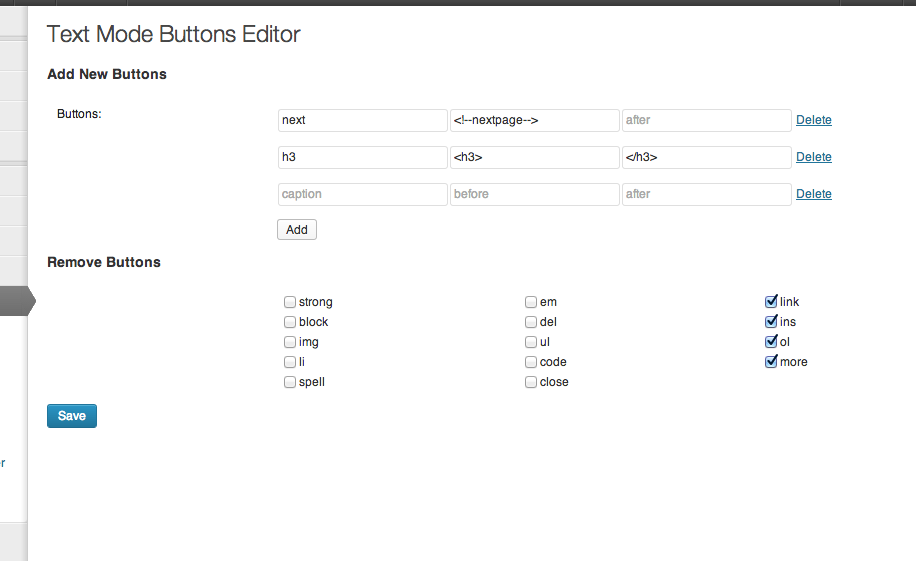 Text Mode Buttons Editor
Add New Buttons
Buttons: next <!--nextpage--> after Delete
h3 <h3> </h3> Delete
caption before after Delete
Add
Remove Buttons
strong em link
block del ins
img ul ol
li code more
spell close
Save
r